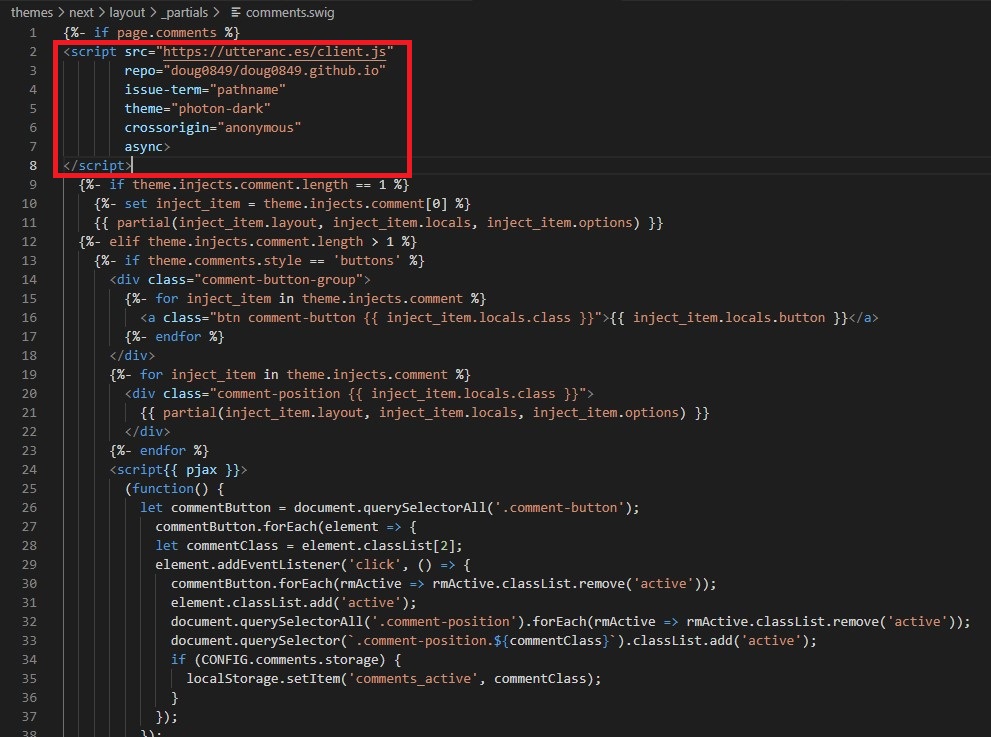 themes > next > layout > _partials > comments.swig
1 {%- if page.comments %}
2 <script src="https://utteranc.es/client.js"
3 repo="doug0849/doug0849.github.io"
4 issue-term="pathname"
5 theme="photon-dark"
6 crossorigin="anonymous"
7 async>
8 </script>
9 {%- if theme.injects.comment.length == 1 %}
10 {%- set inject_item = theme.injects.comment[0] %}
11 {{ partial(inject_item.layout, inject_item.locals, inject_item.options) }}
12 {%- elif theme.injects.comment.length > 1 %}
13 {%- if theme.comments.style == 'buttons' %}
14 <div class="comment-button-group">
15 {%- for inject_item in theme.injects.comment %}
16 <a class="btn comment-button {{ inject_item.locals.class }}">{{ inject_item.locals.button }}</a>
17 {%- endfor %}
18 </div>
19 {%- for inject_item in theme.injects.comment %}
20 <div class="comment-position {{ inject_item.locals.class }}">
21 {{ partial(inject_item.layout, inject_item.locals, inject_item.options) }}
22 </div>
23 {%- endfor %}
24 <script{{ pjax }}>
25 (function() {
26 let commentButton = document.querySelectorAll('.comment-button');
27 commentButton.forEach(element => {
28 let commentClass = element.classList[2];
29 element.addEventListener('click', () => {
30 commentButton.forEach(rmActive => rmActive.classList.remove('active'));
31 element.classList.add('active');
32 document.querySelectorAll('.comment-position').forEach(rmActive => rmActive.classList.remove('active'));
33 document.querySelector(`.comment-position.${commentClass}`).classList.add('active');
34 if (CONFIG.comments.storage) {
35 localStorage.setItem('comments_active', commentClass);
36 }
37 });
38 });